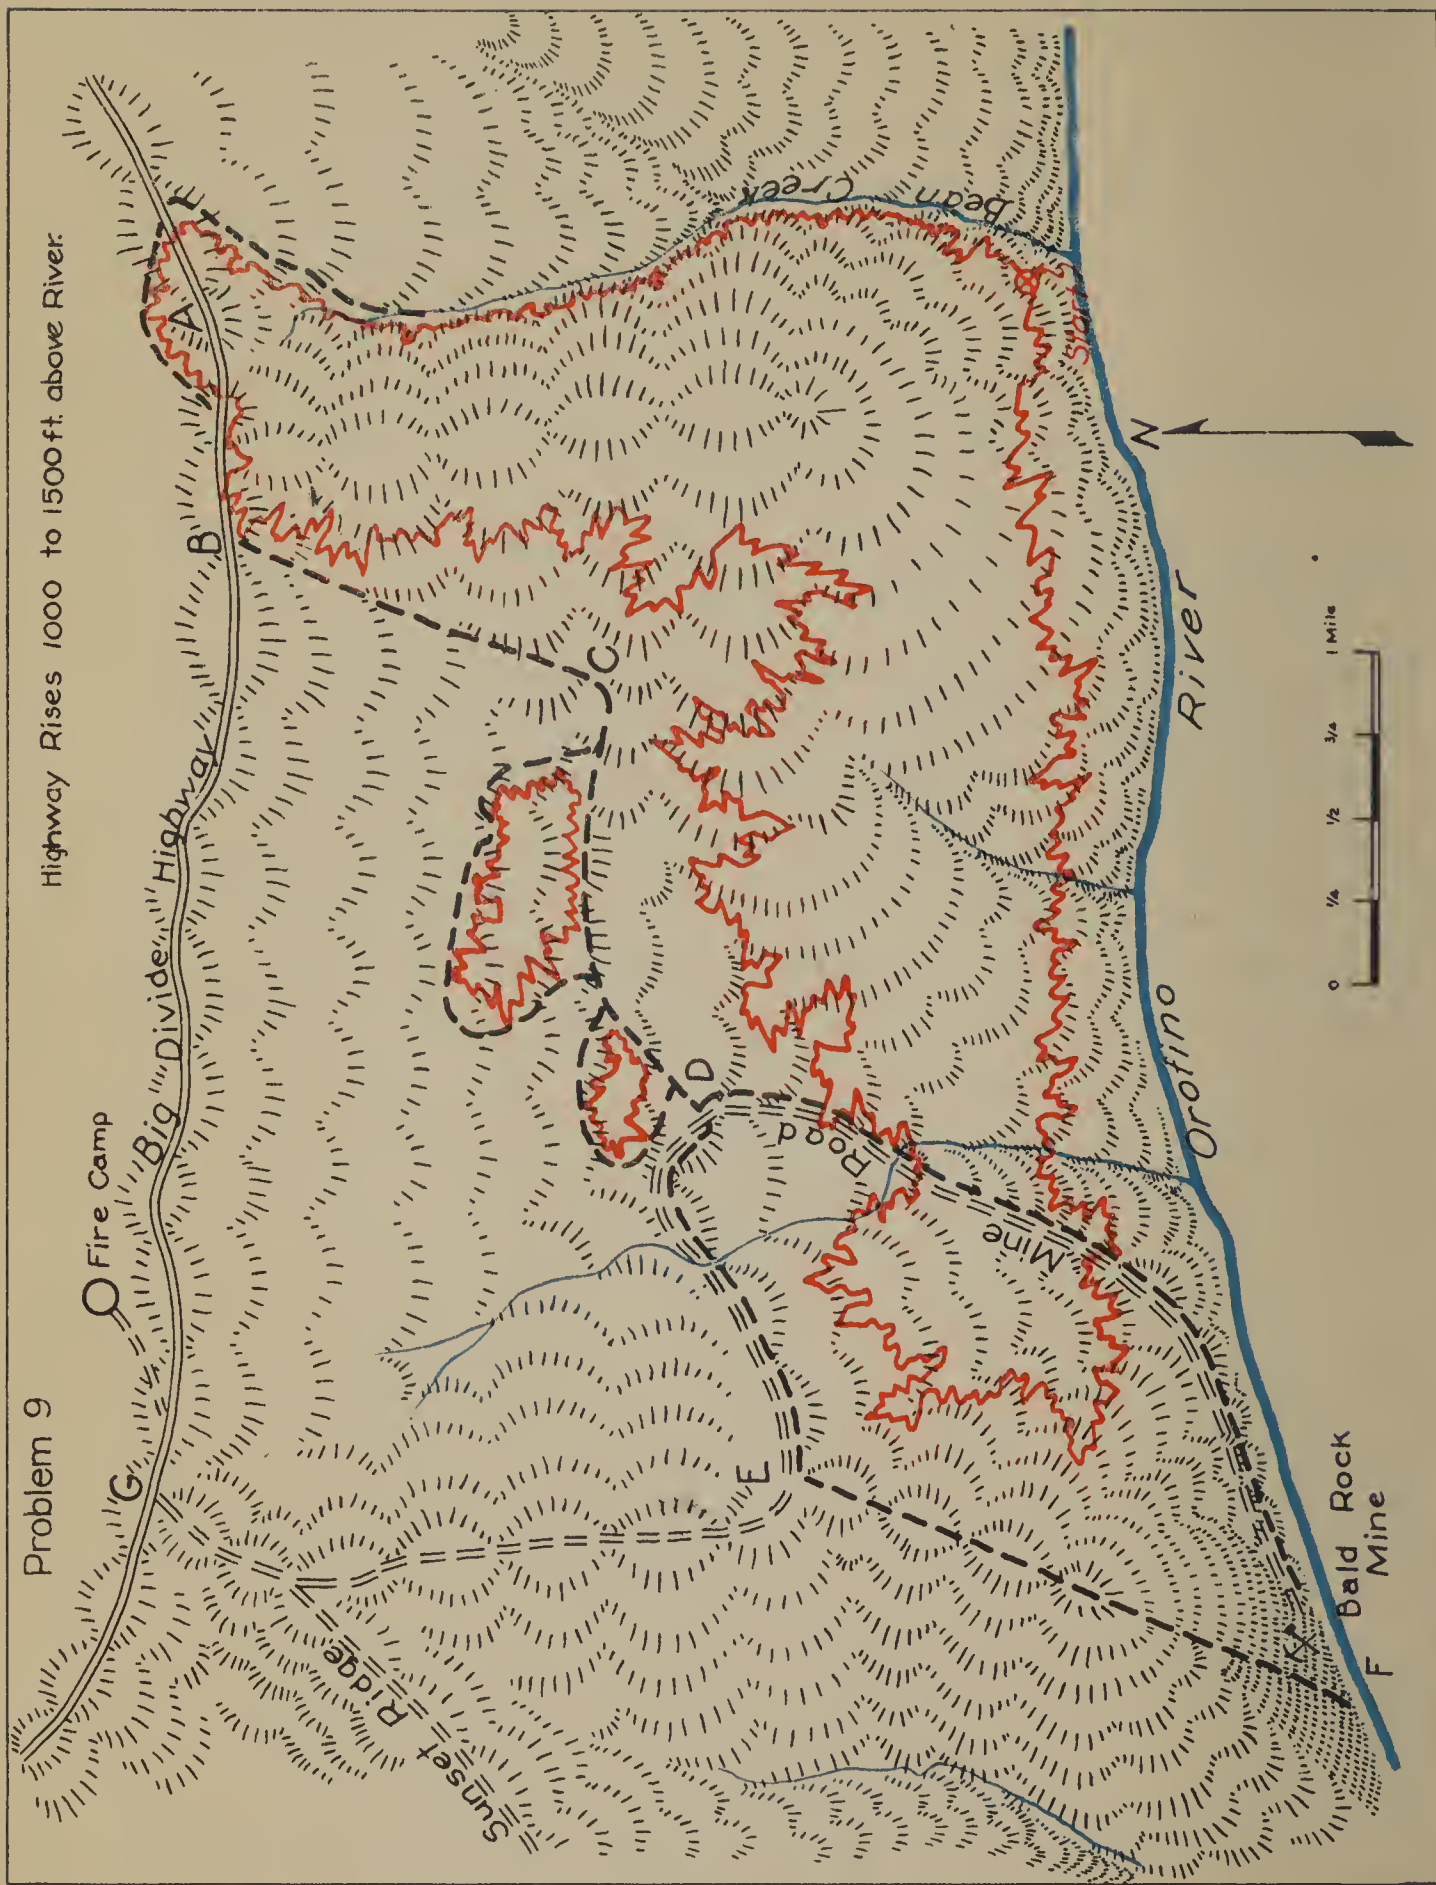 Problem 9
Highway Rises 1000 to 1500 ft. above River.
Fire Camp
G
Big Divide Highway
B
A
Sunset Ridge
C
D
E
Mine Road
Bean Creek
Start
N
Orofino River
Bald Rock
Mine
F
0 1/4 1/2 3/4 1 Mile